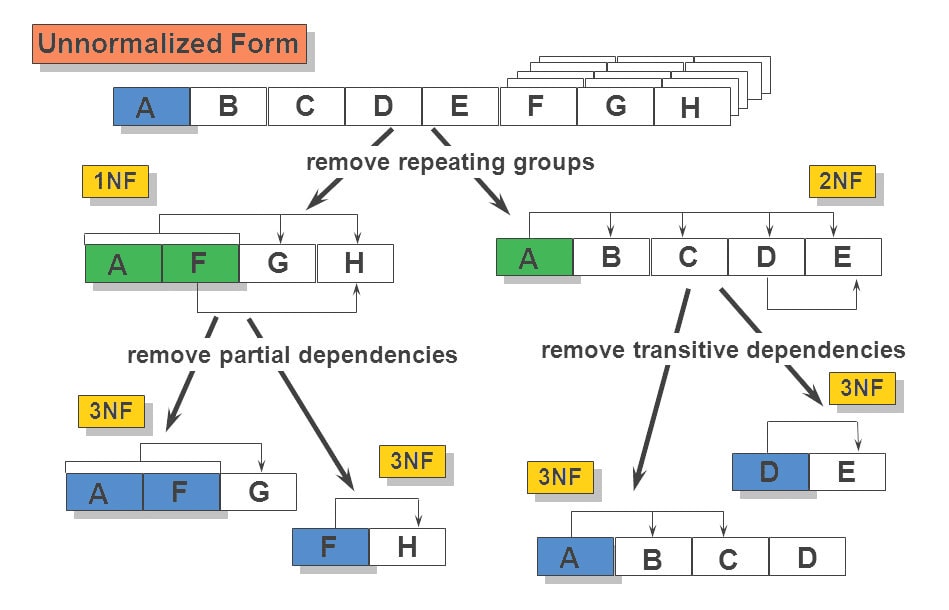 Unnormalized Form
A B C D E F G H
remove repeating groups
1NF
2NF
A F G H
A B C D E
remove partial dependencies
remove transitive dependencies
3NF
3NF
3NF
3NF
A F G
D E
F H
A B C D